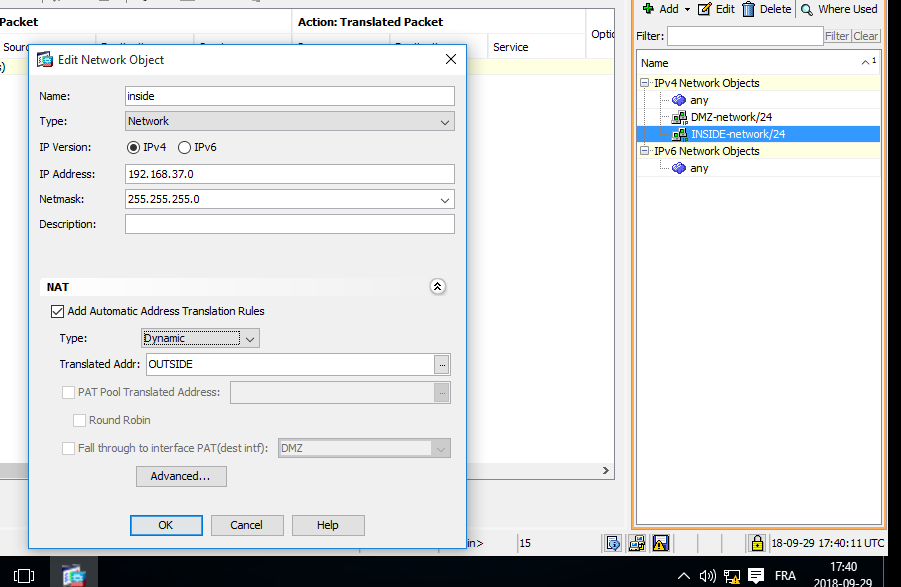 Packet
Action: Translated Packet
Service
Optic
Add
Edit
Delete
Where Used
Filter:
Filter
Clear
Name
1
IPv4 Network Objects
any
DMZ-network/24
INSIDE-network/24
IPv6 Network Objects
any
Edit Network Object
Name:
inside
Type:
Network
IP Version:
IPv4
IPv6
IP Address:
192.168.37.0
Netmask:
255.255.255.0
Description:
NAT
Add Automatic Address Translation Rules
Type:
Dynamic
Translated Addr:
OUTSIDE
...
PAT Pool Translated Address:
...
Round Robin
Fall through to interface PAT(dest intf):
DMZ
Advanced...
OK
Cancel
Help
in>
15
18-09-29 17:40:11 UTC
FRA
17:40
2018-09-29